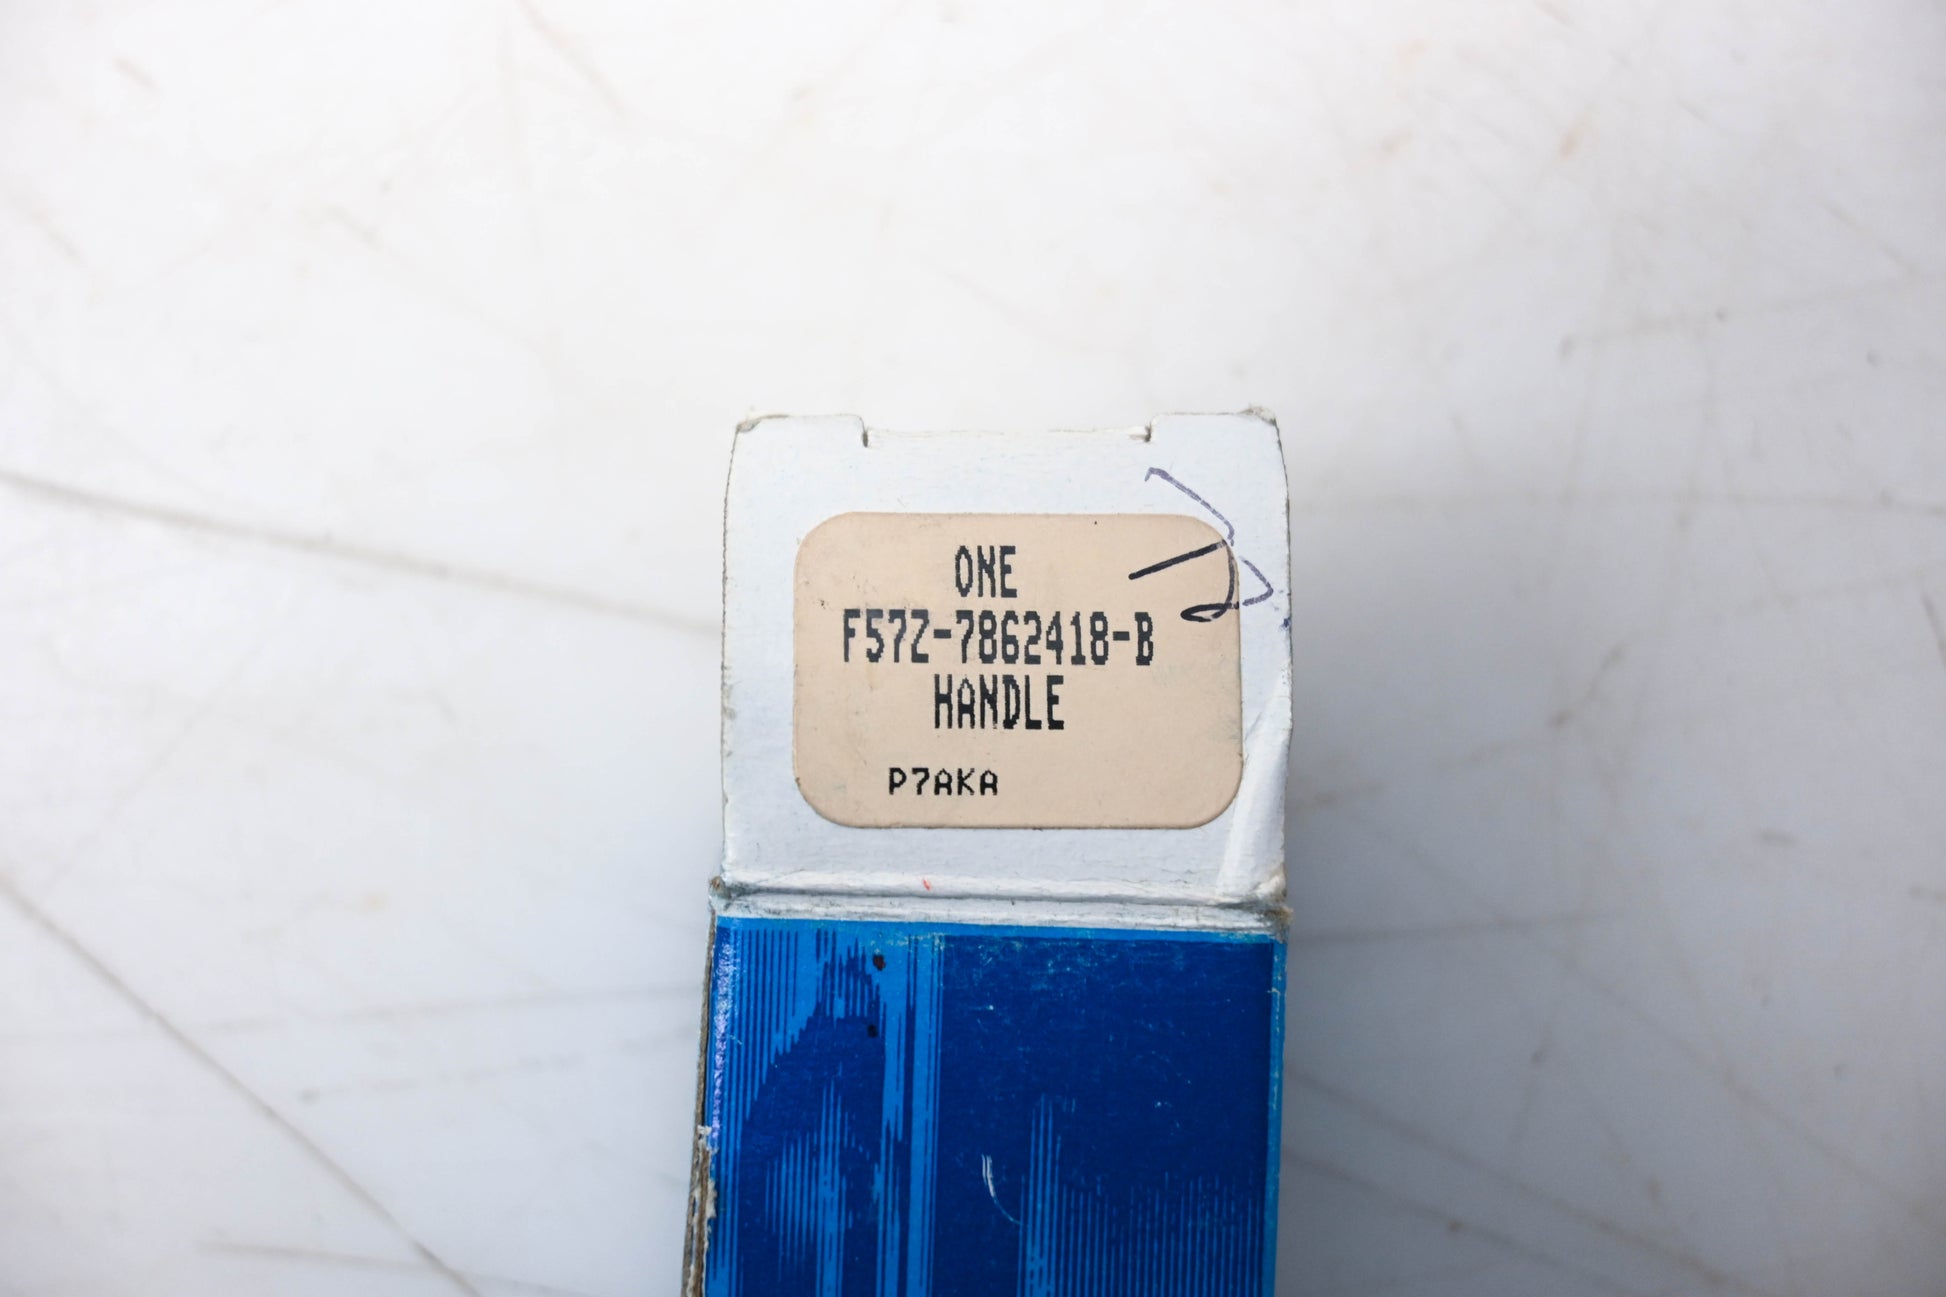 ONE
F57Z-7862418-B
HANDLE
P7AKA